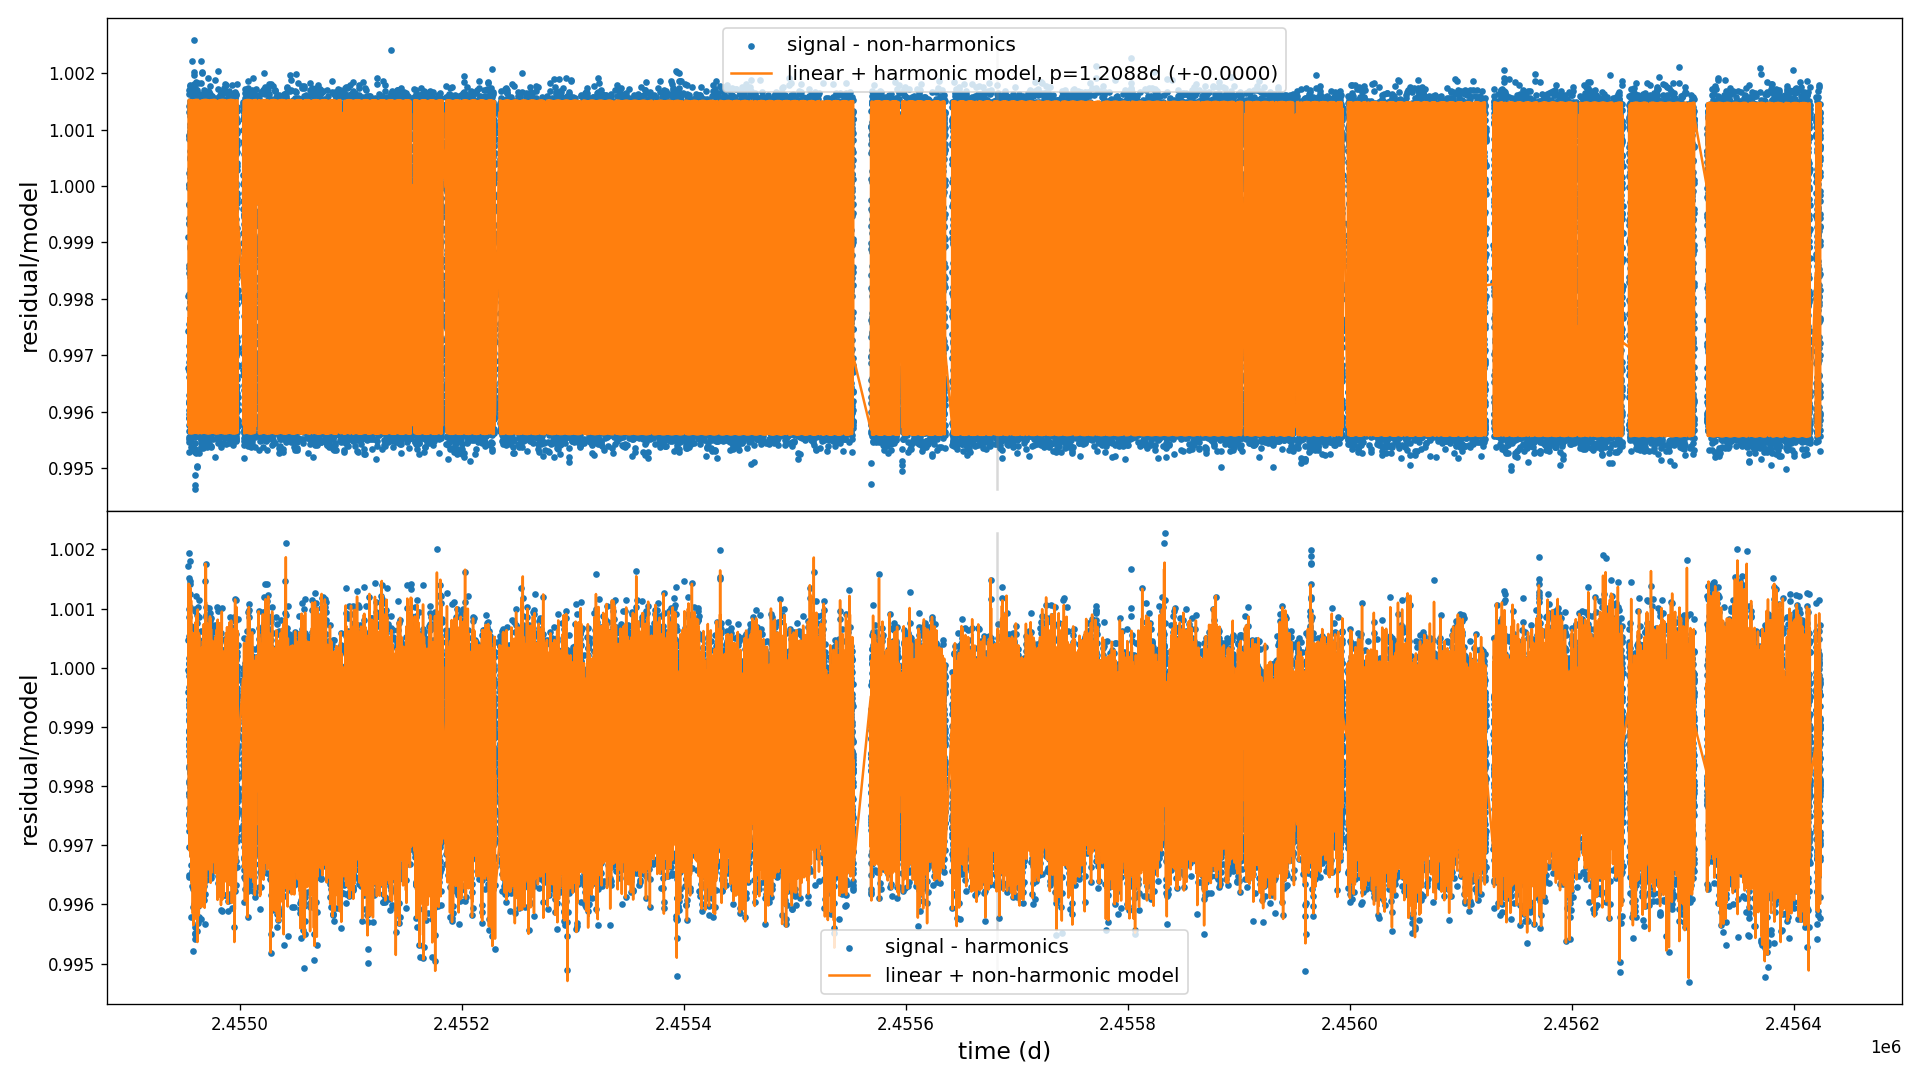 signal - non-harmonics
linear + harmonic model, p=1.2088d (+-0.0000)
1.002
1.001
1.000
0.999
0.998
0.997
0.996
0.995
residual/model
1.002
1.001
1.000
0.999
0.998
0.997
0.996
0.995
residual/model
signal - harmonics
linear + non-harmonic model
2.4550 2.4552 2.4554 2.4556 2.4558 2.4560 2.4562 2.4564
1e6
time (d)